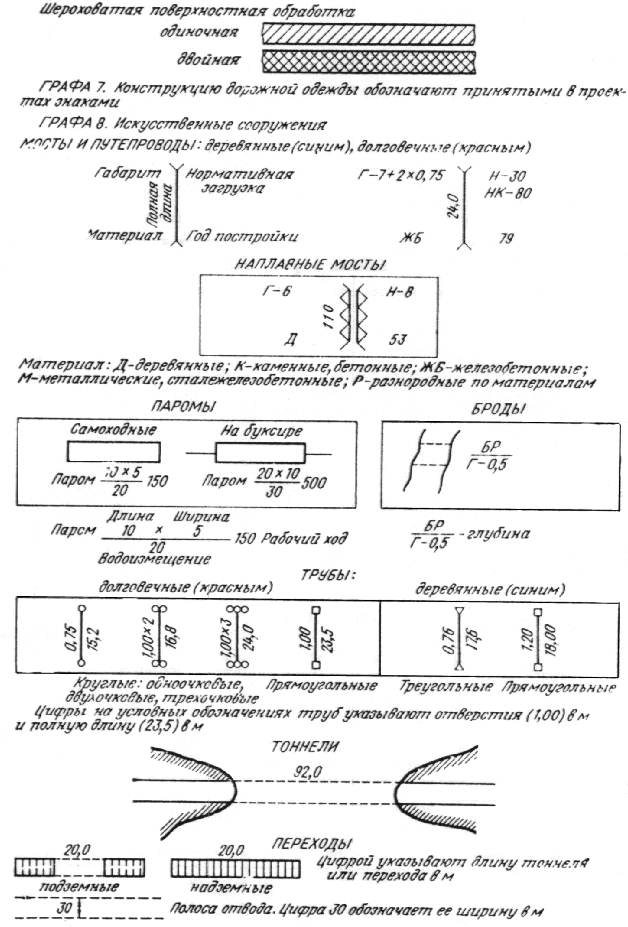 Шероховатая поверхностная обработка
одиночная
двойная
ГРАФА 7. Конструкцию дорожной одежды обозначают принятыми в проек-
тах знаками
ГРАФА 8. Искусственные сооружения
МОСТЫ И ПУТЕПРОВОДЫ: деревянные (синим), долговечные (красным)
Габарит Нормативная загрузка
Полная длина
Материал Год постройки
Г-7+2×0,75 Н-30
НК-80
24,0
ЖБ 79
НАПЛАВНЫЕ МОСТЫ
Г-6 Н-8
110
Д 53
Материал: Д-деревянные; К-каменные, бетонные; ЖБ-железобетонные;
М-металлические, сталежелезобетонные; Р-разнородные по материалам
ПАРОМЫ
Самоходные На буксире
Паром 10×5/20 150 Паром 20×10/30 500
БРОДЫ
БР
Г-0,5
Длина Ширина
Паром 10 × 5 / 20 150 Рабочий ход
Водоизмещение
БР/Г-0,5 - глубина
ТРУБЫ:
долговечные (красным) деревянные (синим)
0,75 15,2
1,00×2 16,8
1,00×3 24,0
1,00 23,5
0,76 17,6
1,20 18,00
Круглые: одноочковые, Прямоугольные Треугольные Прямоугольные
двухочковые, трехочковые
Цифры на условных обозначениях труб указывают отверстия (1,00) в м
и полную длину (23,5) в м
ТОННЕЛИ
92,0
ПЕРЕХОДЫ
20,0 20,0
Цифрой указывают длину тоннеля
или перехода в м
подземные надземные
30 Полоса отвода. Цифра 30 обозначает ее ширину в м